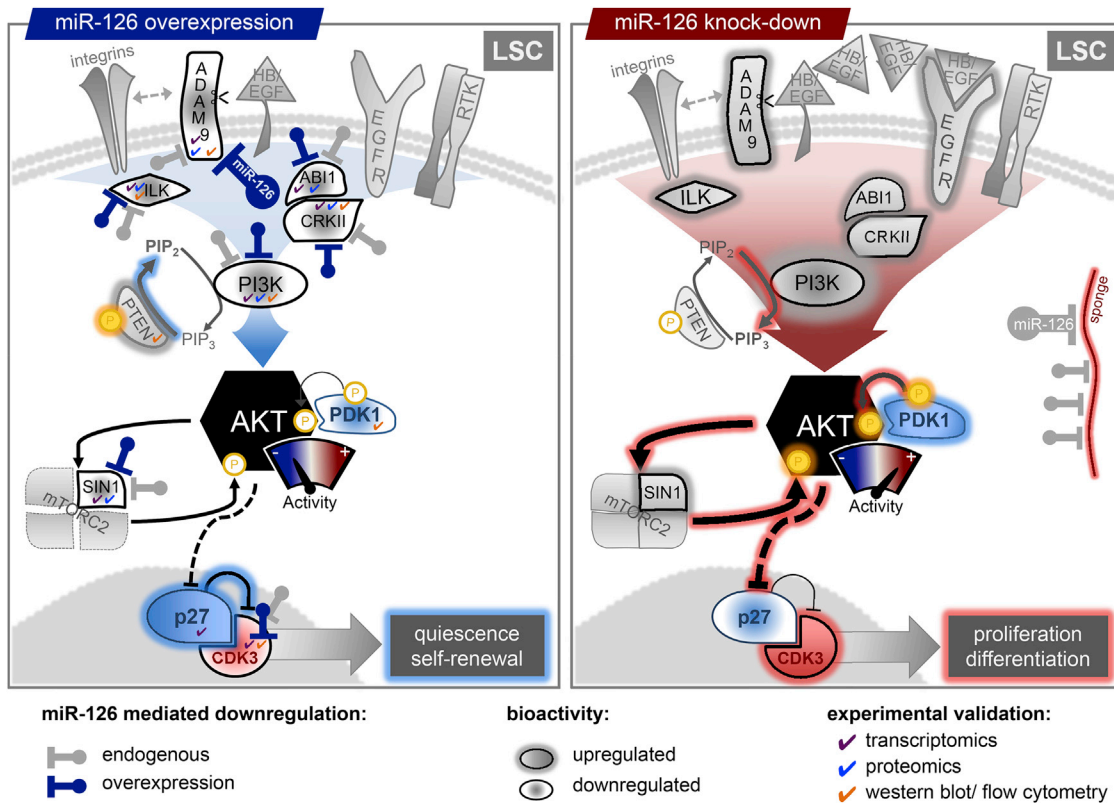 miR-126 overexpression
LSC
integrins
ADAM9
HB/
EGF
EGFR
RTK
miR-126
ILK
ABI1
CRKII
PIP2
PI3K
P
PTEN
PIP3
AKT
P
P
PDK1
P
-
+
Activity
SIN1
mTORC2
p27
CDK3
quiescence
self-renewal
miR-126 knock-down
LSC
integrins
ADAM9
HB/
EGF
HB/
EGF
HB/
EGF
HB/
EGF
EGFR
RTK
ILK
ABI1
CRKII
PIP2
PI3K
P
PTEN
PIP3
miR-126
sponge
AKT
P
P
PDK1
P
-
+
Activity
SIN1
mTORC2
p27
CDK3
proliferation
differentiation
miR-126 mediated downregulation:
endogenous
overexpression
bioactivity:
upregulated
downregulated
experimental validation:
transcriptomics
proteomics
western blot/ flow cytometry